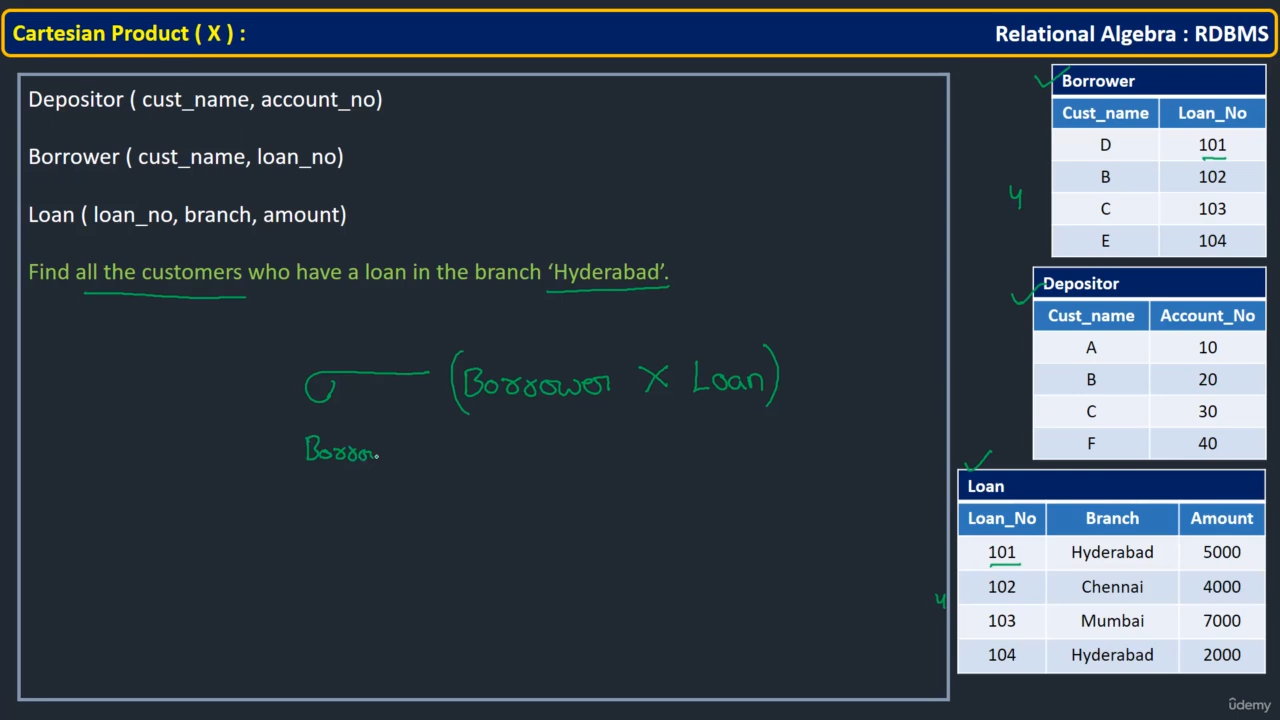 Cartesian Product ( X ) :
Relational Algebra : RDBMS
Depositor ( cust_name, account_no)
Borrower ( cust_name, loan_no)
Loan ( loan_no, branch, amount)
Find all the customers who have a loan in the branch ‘Hyderabad’.
σ (Borrower X Loan)
Borro
Borrower
Cust_name Loan_No
D 101
B 102
C 103
E 104
4
Depositor
Cust_name Account_No
A 10
B 20
C 30
F 40
Loan
Loan_No Branch Amount
101 Hyderabad 5000
102 Chennai 4000
103 Mumbai 7000
104 Hyderabad 2000
4
ûdemy